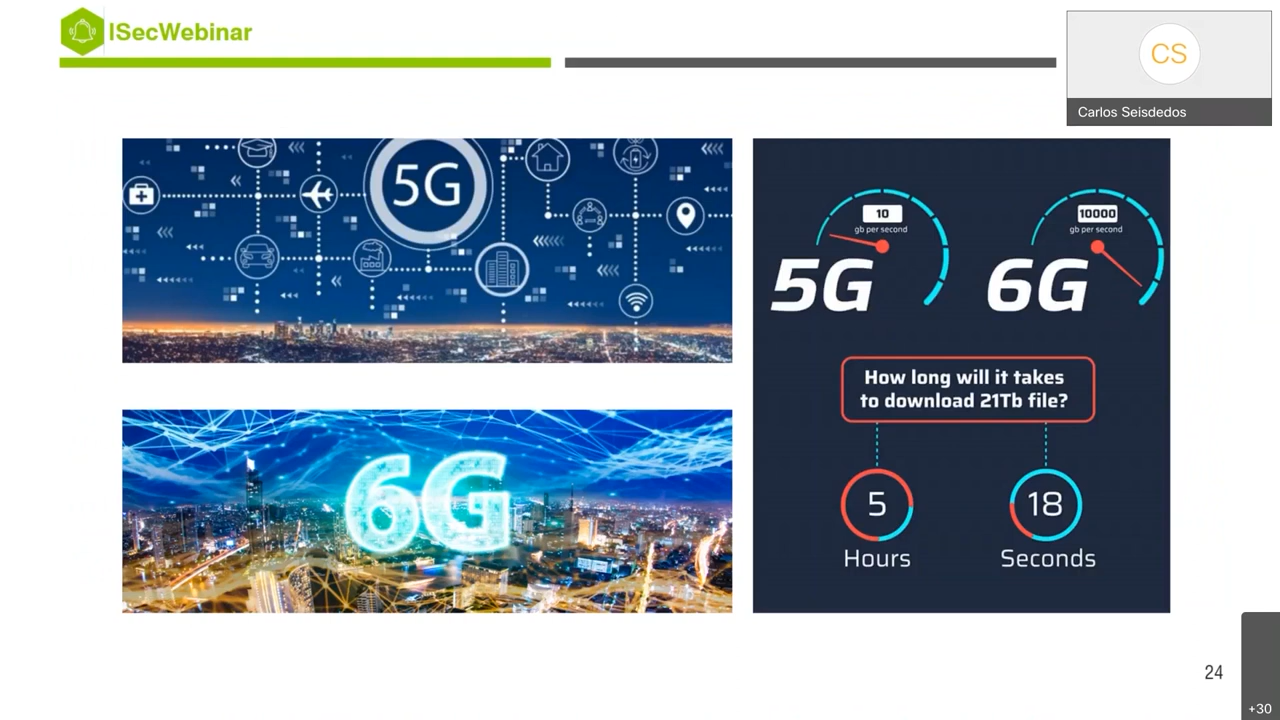 ISecWebinar
CS
Carlos Seisdedos
5G
6G
10
gb per second
5G
10000
gb per second
6G
How long will it takes
to download 21Tb file?
5
Hours
18
Seconds
24
+30